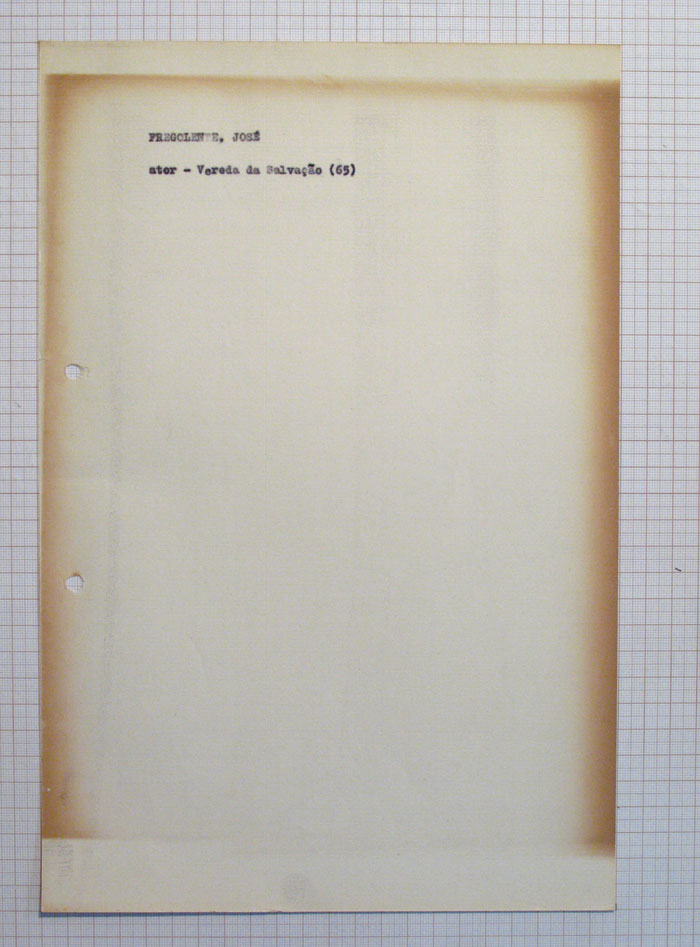 FREGOLENTE, JOSÉ
ator - Vereda da Salvação (65)